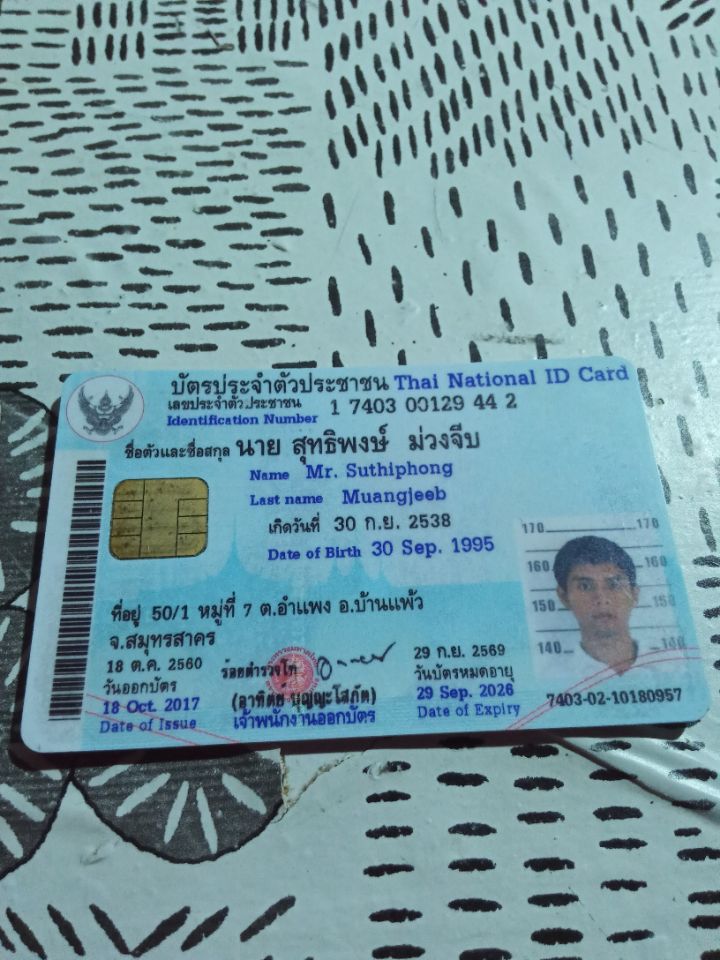 บัตรประจำตัวประชาชน Thai National ID Card
เลขประจำตัวประชาชน 1 7403 00129 44 2
Identification Number
ชื่อตัวและชื่อสกุล นาย สุทธิพงษ์ ม่วงจีบ
Name Mr. Suthiphong
Last name Muangjeeb
เกิดวันที่ 30 ก.ย. 2538
Date of Birth 30 Sep. 1995
ที่อยู่ 50/1 หมู่ที่ 7 ต.อำแพง อ.บ้านแพ้ว
จ.สมุทรสาคร
18 ต.ค. 2560
วันออกบัตร
18 Oct. 2017
Date of Issue
ร้อยตำรวจโท
(อาทิตย์ บุญญะโสภัต)
เจ้าพนักงานออกบัตร
29 ก.ย. 2569
วันบัตรหมดอายุ
29 Sep. 2026
Date of Expiry
170 170
160 160
150 150
140 140
7403-02-10180957